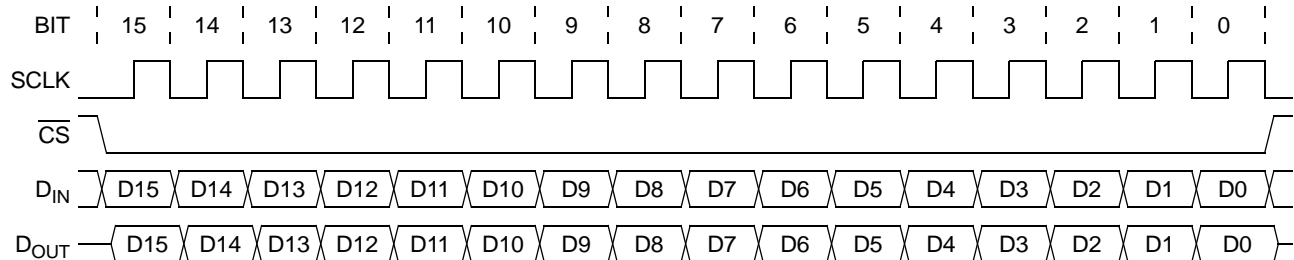 BIT 15 14 13 12 11 10 9 8 7 6 5 4 3 2 1 0
SCLK
CS
DIN D15 D14 D13 D12 D11 D10 D9 D8 D7 D6 D5 D4 D3 D2 D1 D0
DOUT D15 D14 D13 D12 D11 D10 D9 D8 D7 D6 D5 D4 D3 D2 D1 D0